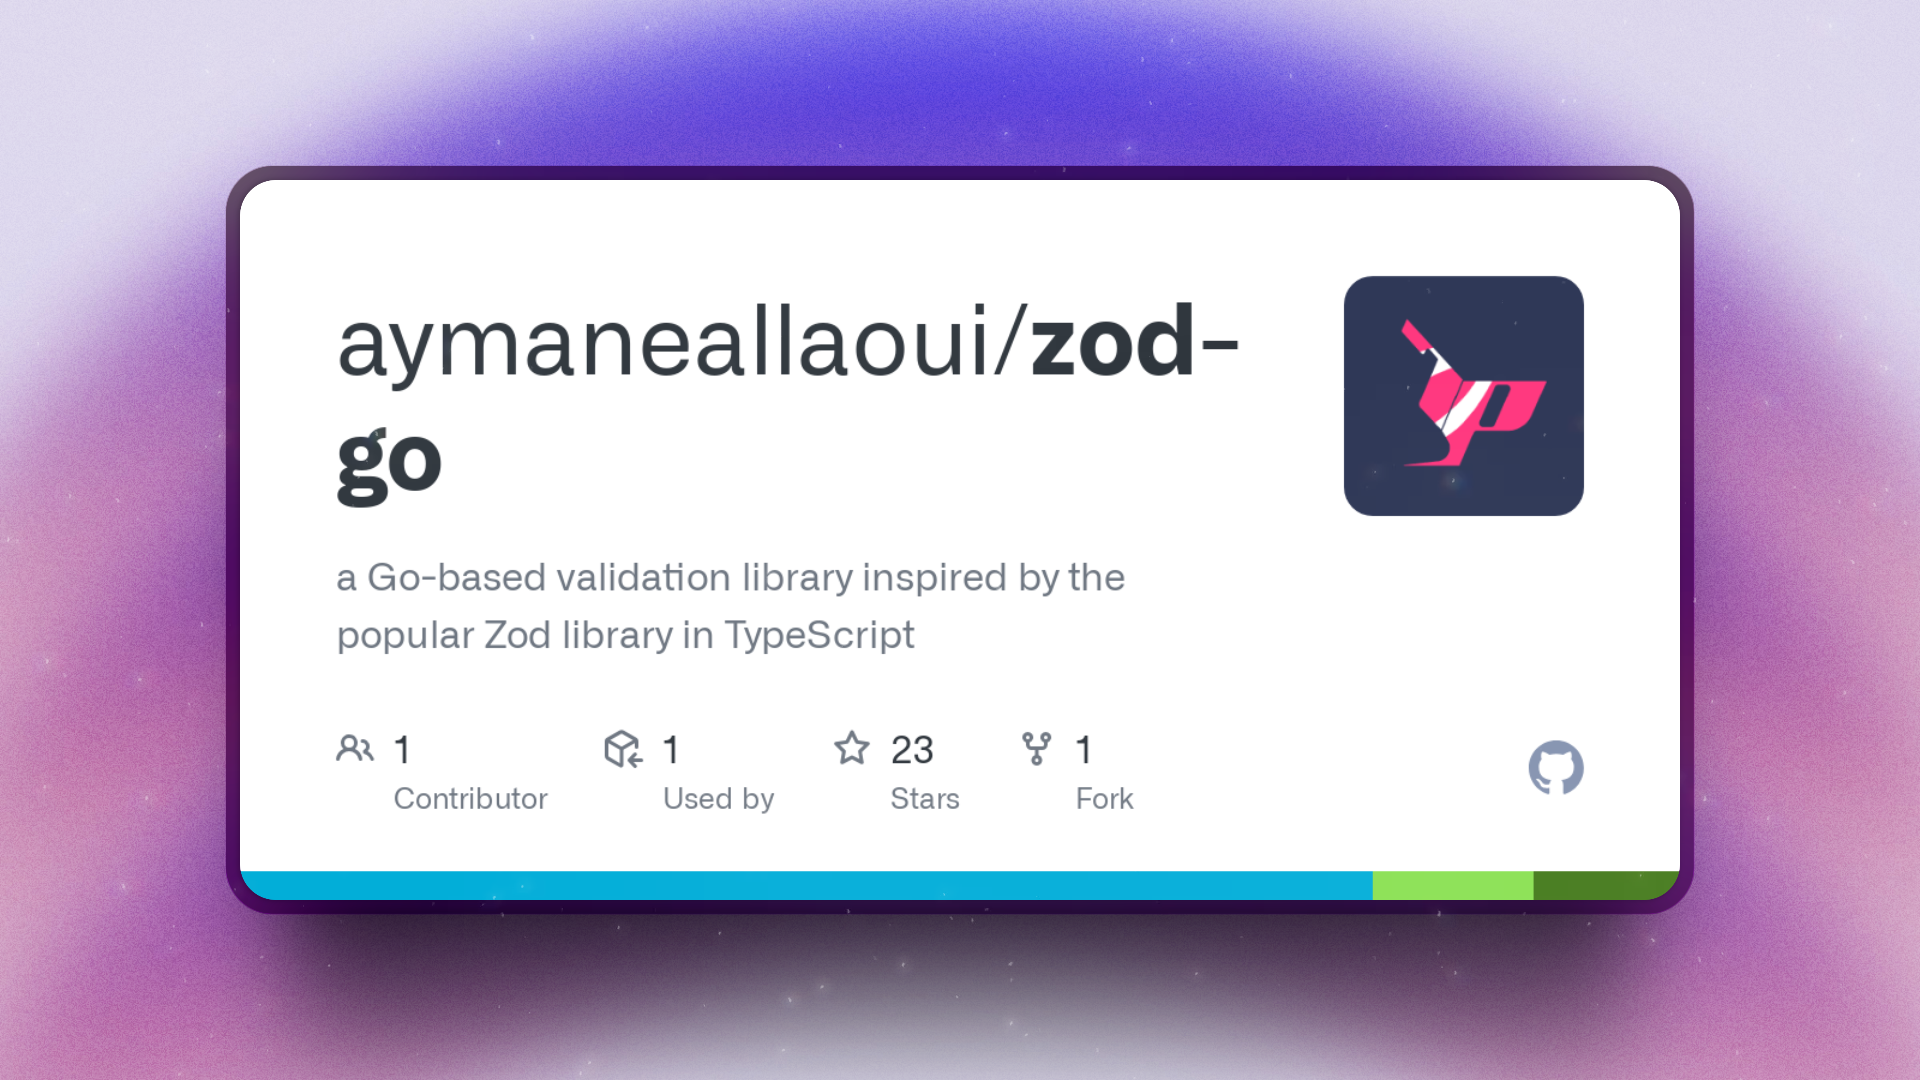 aymaneallaoui/zod-
go
a Go-based validation library inspired by the
popular Zod library in TypeScript
1 1 23 1
Contributor Used by Stars Fork